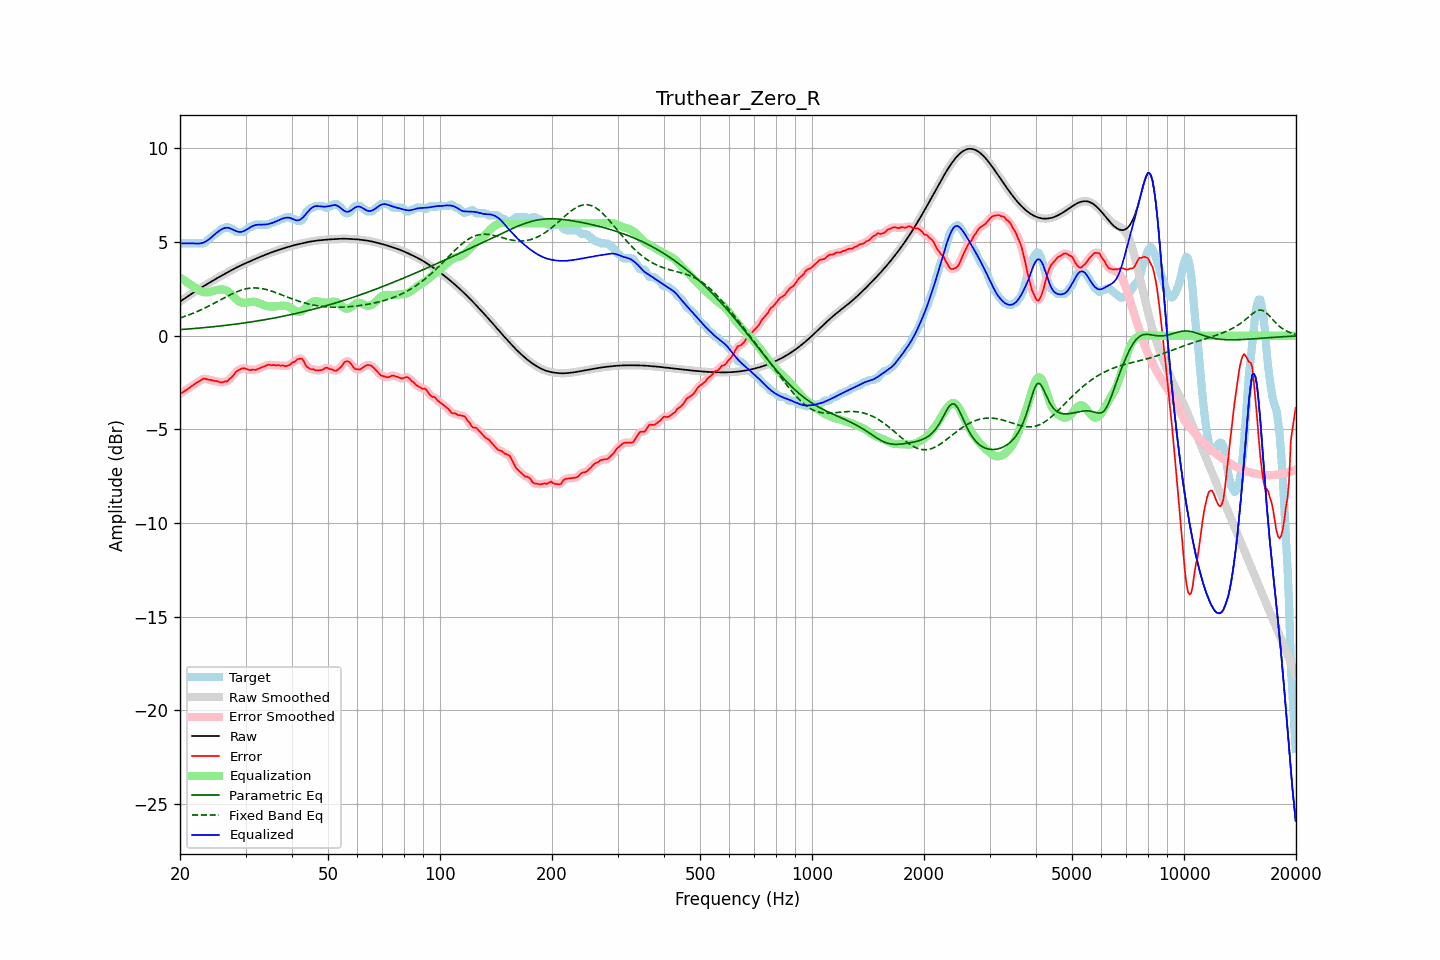 Truthear_Zero_R
Amplitude (dBr)
10
5
0
−5
−10
−15
−20
−25
Target
Raw Smoothed
Error Smoothed
Raw
Error
Equalization
Parametric Eq
Fixed Band Eq
Equalized
20 50 100 200 500 1000 2000 5000 10000 20000
Frequency (Hz)